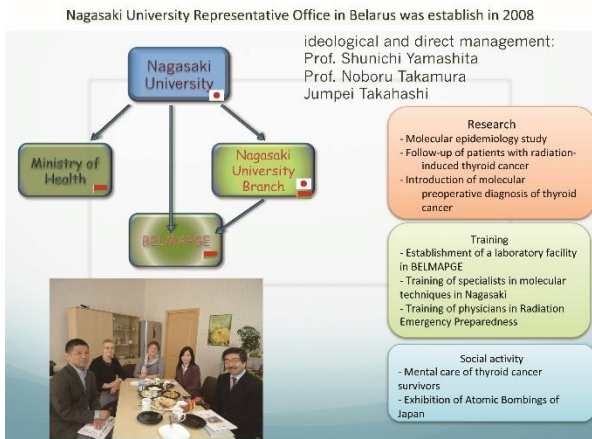 Nagasaki University Representative Office in Belarus was establish in 2008
ideological and direct management:
Prof. Shunichi Yamashita
Prof. Noboru Takamura
Jumpei Takahashi
Nagasaki
University
Ministry of
Health
Nagasaki
University
Branch
BELMAPGE
Research
- Molecular epidemiology study
- Follow-up of patients with radiation-
induced thyroid cancer
- Introduction of molecular
preoperative diagnosis of thyroid
cancer
Training
- Establishment of a laboratory facility
in BELMAPGE
- Training of specialists in molecular
techniques in Nagasaki
- Training of physicians in Radiation
Emergency Preparedness
Social activity
- Mental care of thyroid cancer
survivors
- Exhibition of Atomic Bombings of
Japan